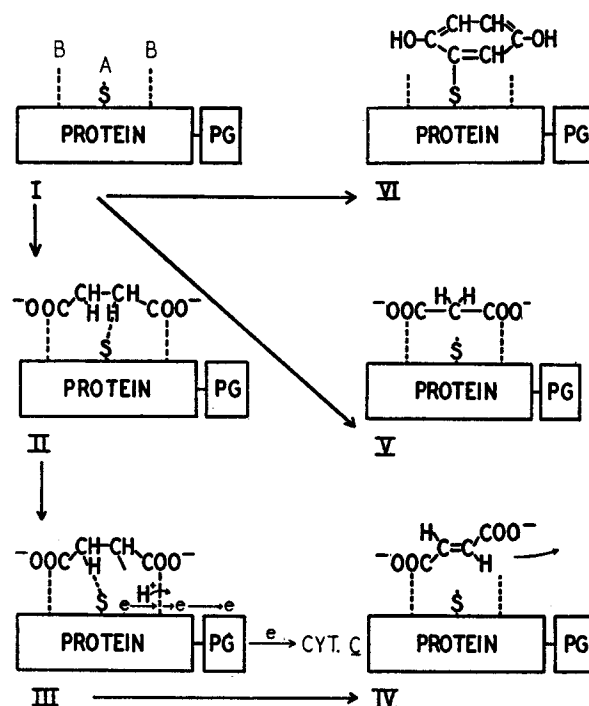 B A B
S
PROTEIN PG
I
HO-C CH-CH C-OH
C=CH
S
PROTEIN PG
VI
⁻OOC CH-CH COO⁻
H H
S
PROTEIN PG
II
H H
⁻OOC-C-COO⁻
S
PROTEIN PG
V
⁻OOC CH-C COO⁻
H H⁺
S e e e
PROTEIN PG e CYT. C
III
H C=C COO⁻
⁻OOC H
S
PROTEIN PG
IV